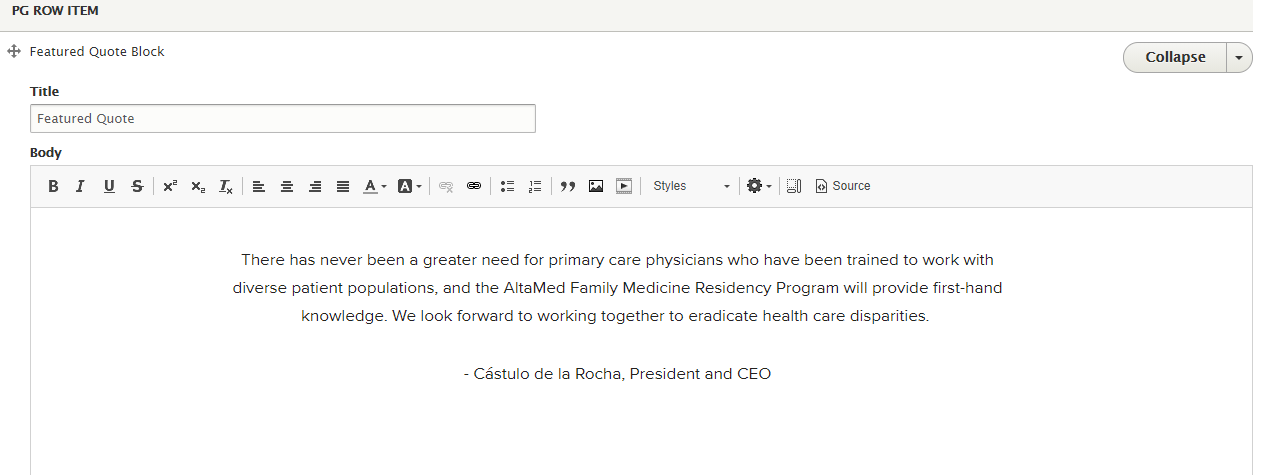 PG ROW ITEM
Featured Quote Block
Collapse
Title
Featured Quote
Body
B I U S x² x₂ Tx A A Styles Source
There has never been a greater need for primary care physicians who have been trained to work with
diverse patient populations, and the AltaMed Family Medicine Residency Program will provide first-hand
knowledge. We look forward to working together to eradicate health care disparities.
- Cástulo de la Rocha, President and CEO